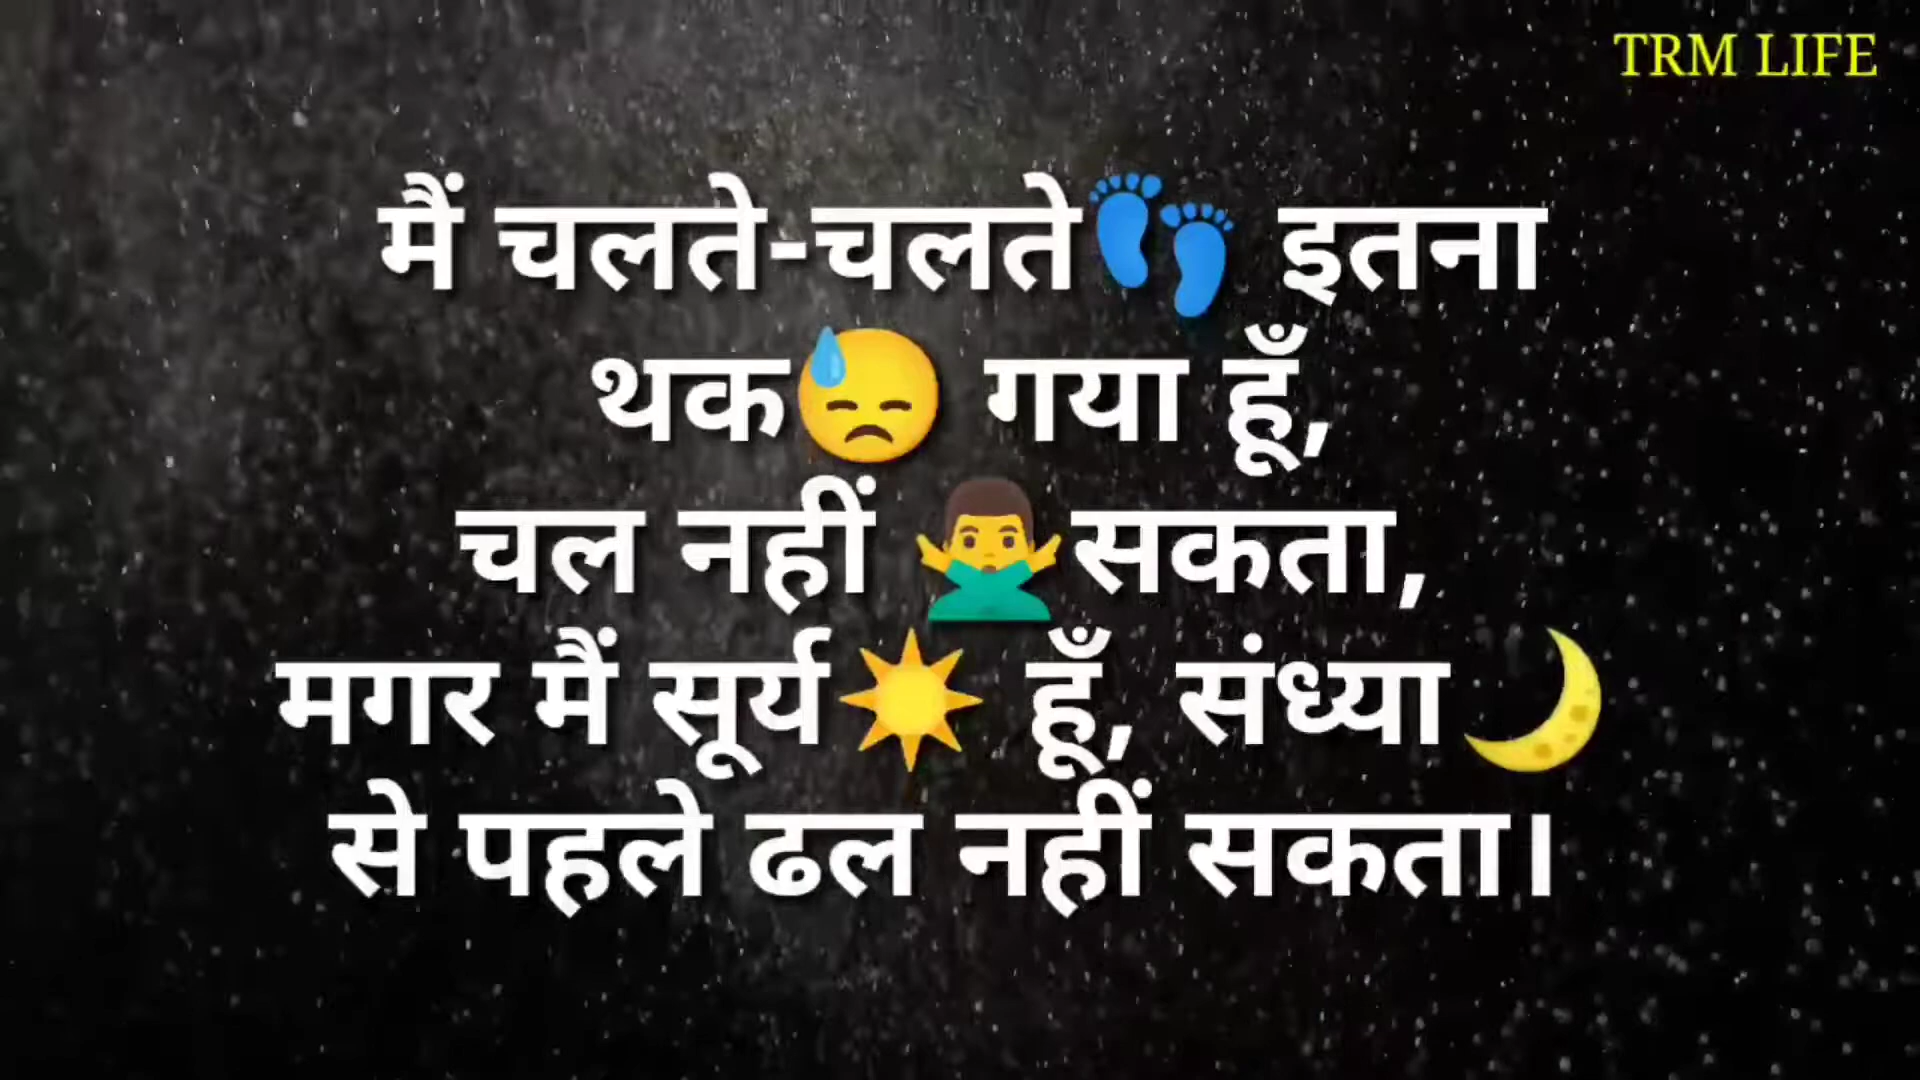 TRM LIFE
मैं चलते-चलते👣 इतना
थक😓 गया हूँ,
चल नहीं 🙅‍♂️सकता,
मगर मैं सूर्य☀️ हूँ, संध्या🌙
से पहले ढल नहीं सकता।